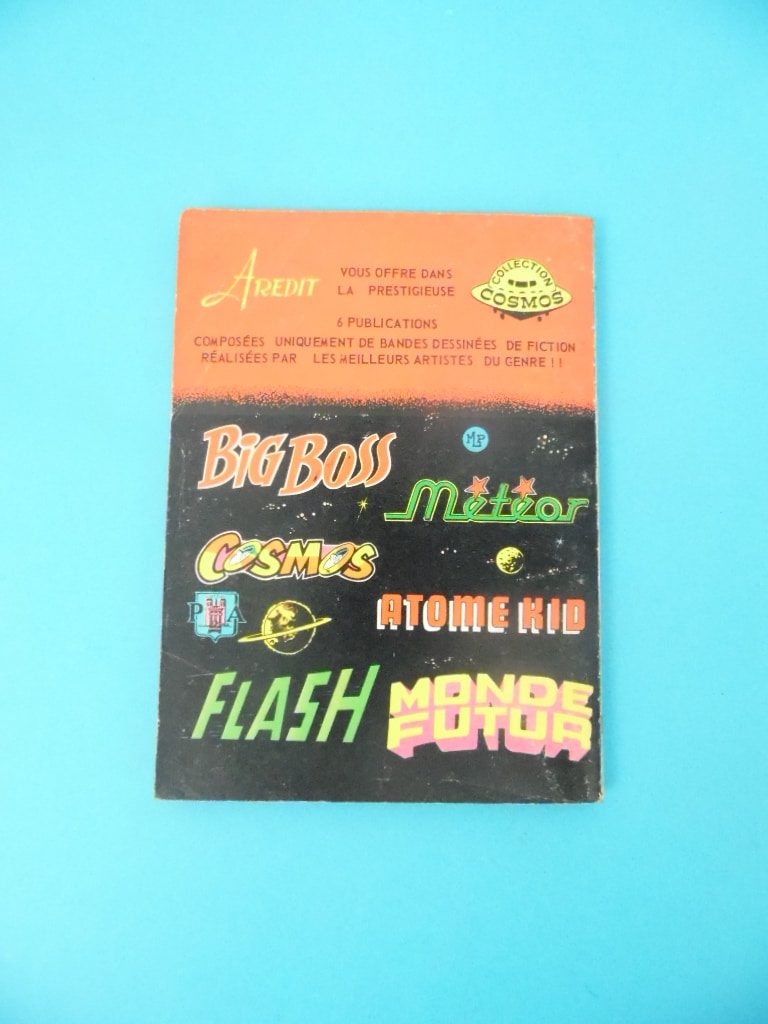 AREDIT
VOUS OFFRE DANS
LA PRESTIGIEUSE
COLLECTION
COSMOS
6 PUBLICATIONS
COMPOSÉES UNIQUEMENT DE BANDES DESSINÉES DE FICTION
RÉALISÉES PAR LES MEILLEURS ARTISTES DU GENRE !!
BIG BOSS
MLP
Météor
COSMOS
P A
ATOME KID
FLASH
MONDE
FUTUR